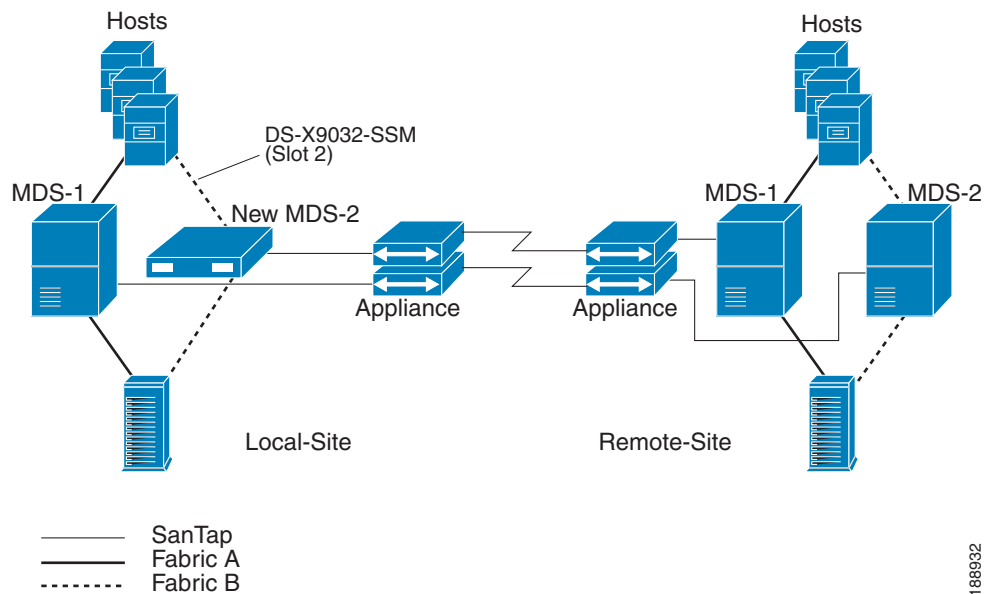 Hosts
Hosts
DS-X9032-SSM
(Slot 2)
MDS-1
New MDS-2
MDS-1
MDS-2
Appliance
Appliance
Local-Site
Remote-Site
SanTap
Fabric A
Fabric B
188932